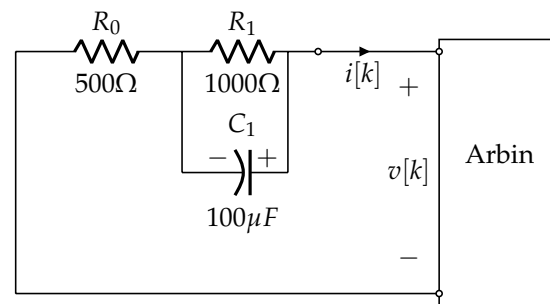 R₀
500Ω
R₁
1000Ω
C₁
− +
100μF
i[k]
+
v[k]
−
Arbin